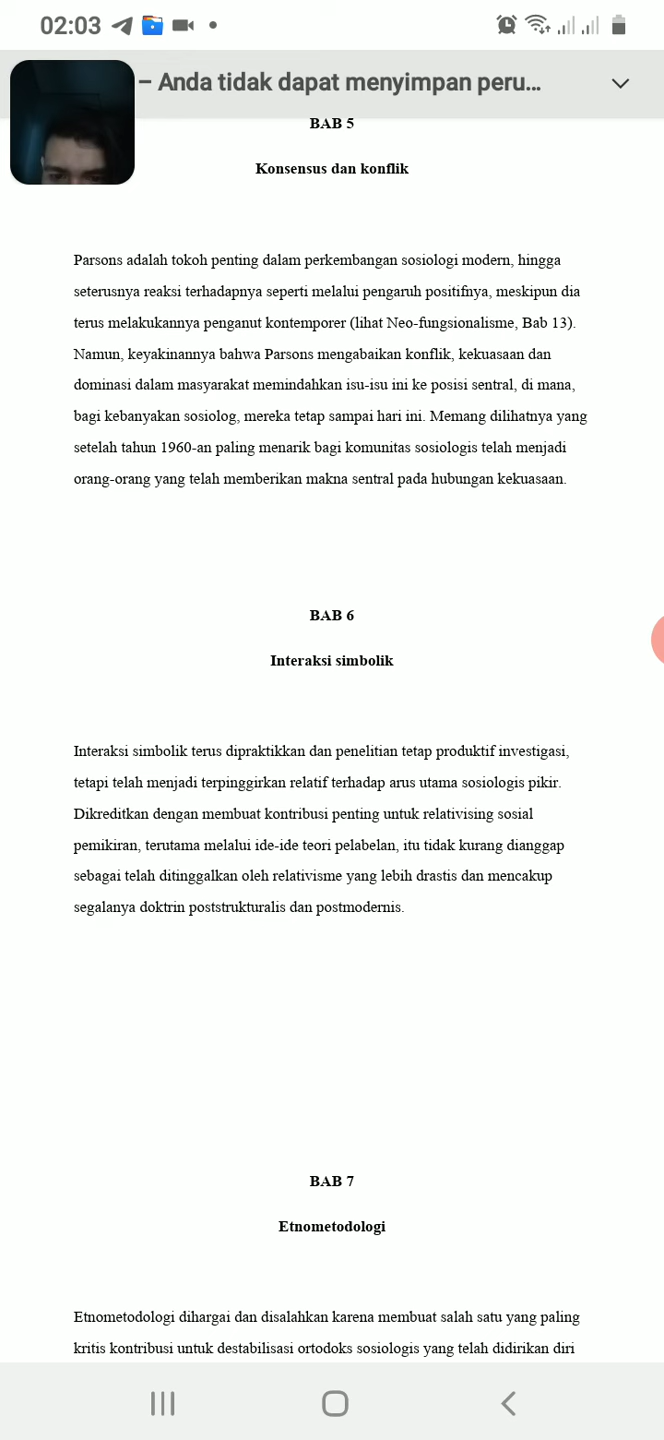 02:03
– Anda tidak dapat menyimpan peru...
BAB 5
Konsensus dan konflik
Parsons adalah tokoh penting dalam perkembangan sosiologi modern, hingga
seterusnya reaksi terhadapnya seperti melalui pengaruh positifnya, meskipun dia
terus melakukannya penganut kontemporer (lihat Neo-fungsionalisme, Bab 13).
Namun, keyakinannya bahwa Parsons mengabaikan konflik, kekuasaan dan
dominasi dalam masyarakat memindahkan isu-isu ini ke posisi sentral, di mana,
bagi kebanyakan sosiolog, mereka tetap sampai hari ini. Memang dilihatnya yang
setelah tahun 1960-an paling menarik bagi komunitas sosiologis telah menjadi
orang-orang yang telah memberikan makna sentral pada hubungan kekuasaan.
BAB 6
Interaksi simbolik
Interaksi simbolik terus dipraktikkan dan penelitian tetap produktif investigasi,
tetapi telah menjadi terpinggirkan relatif terhadap arus utama sosiologis pikir.
Dikreditkan dengan membuat kontribusi penting untuk relativising sosial
pemikiran, terutama melalui ide-ide teori pelabelan, itu tidak kurang dianggap
sebagai telah ditinggalkan oleh relativisme yang lebih drastis dan mencakup
segalanya doktrin poststrukturalis dan postmodernis.
BAB 7
Etnometodologi
Etnometodologi dihargai dan disalahkan karena membuat salah satu yang paling
kritis kontribusi untuk destabilisasi ortodoks sosiologis yang telah didirikan diri